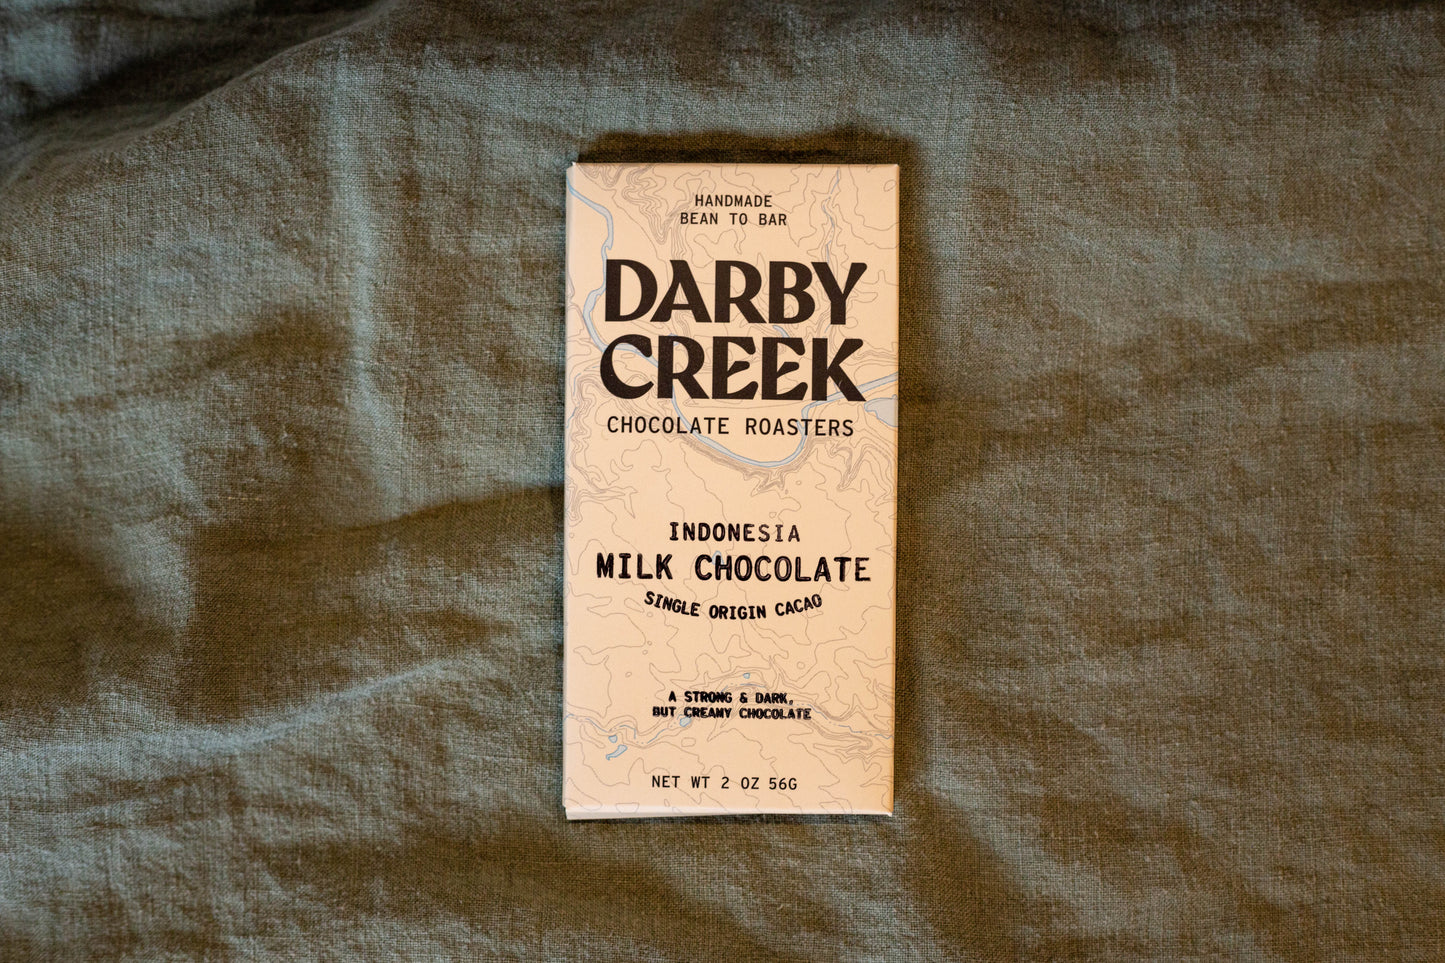 HANDMADE
BEAN TO BAR
DARBY
CREEK
CHOCOLATE ROASTERS
INDONESIA
MILK CHOCOLATE
SINGLE ORIGIN CACAO
A STRONG & DARK,
BUT CREAMY CHOCOLATE
NET WT 2 OZ 56G